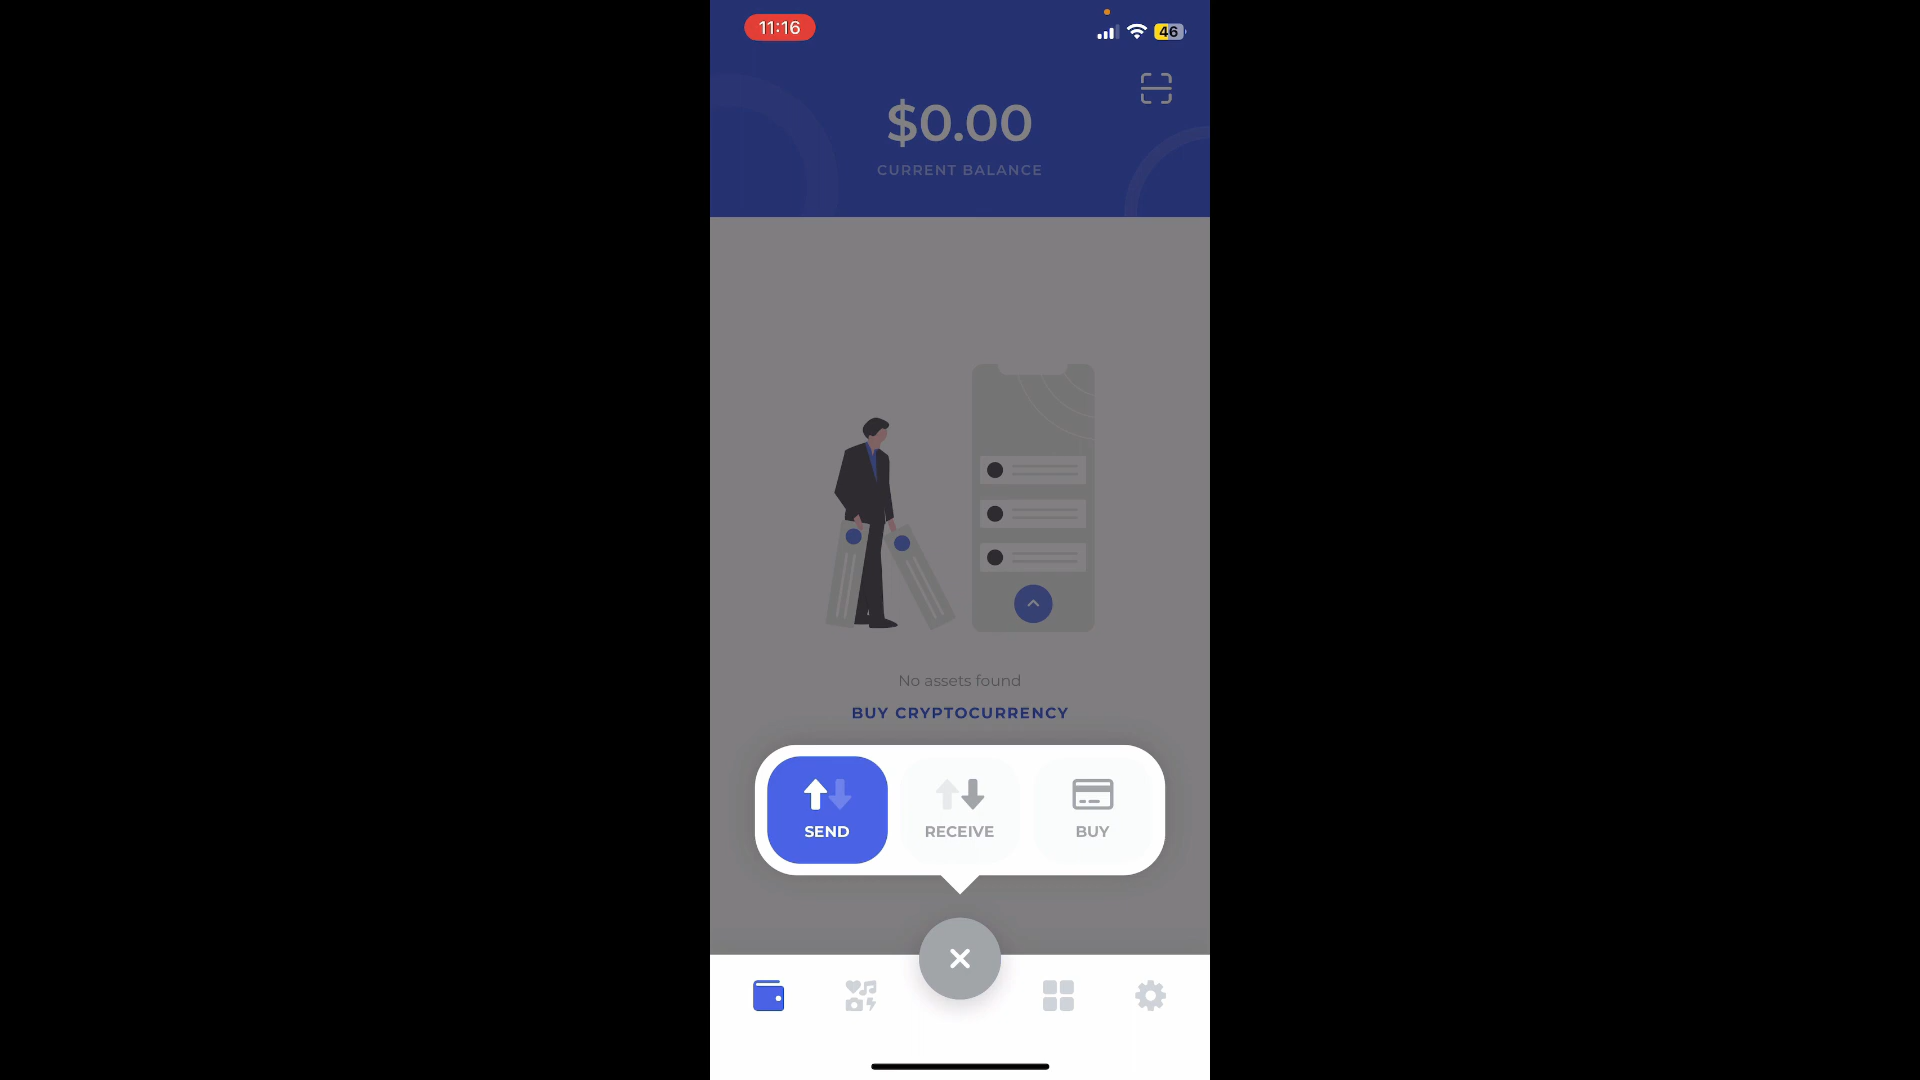 11:16
46
$0.00
CURRENT BALANCE
No assets found
BUY CRYPTOCURRENCY
SEND
RECEIVE
BUY